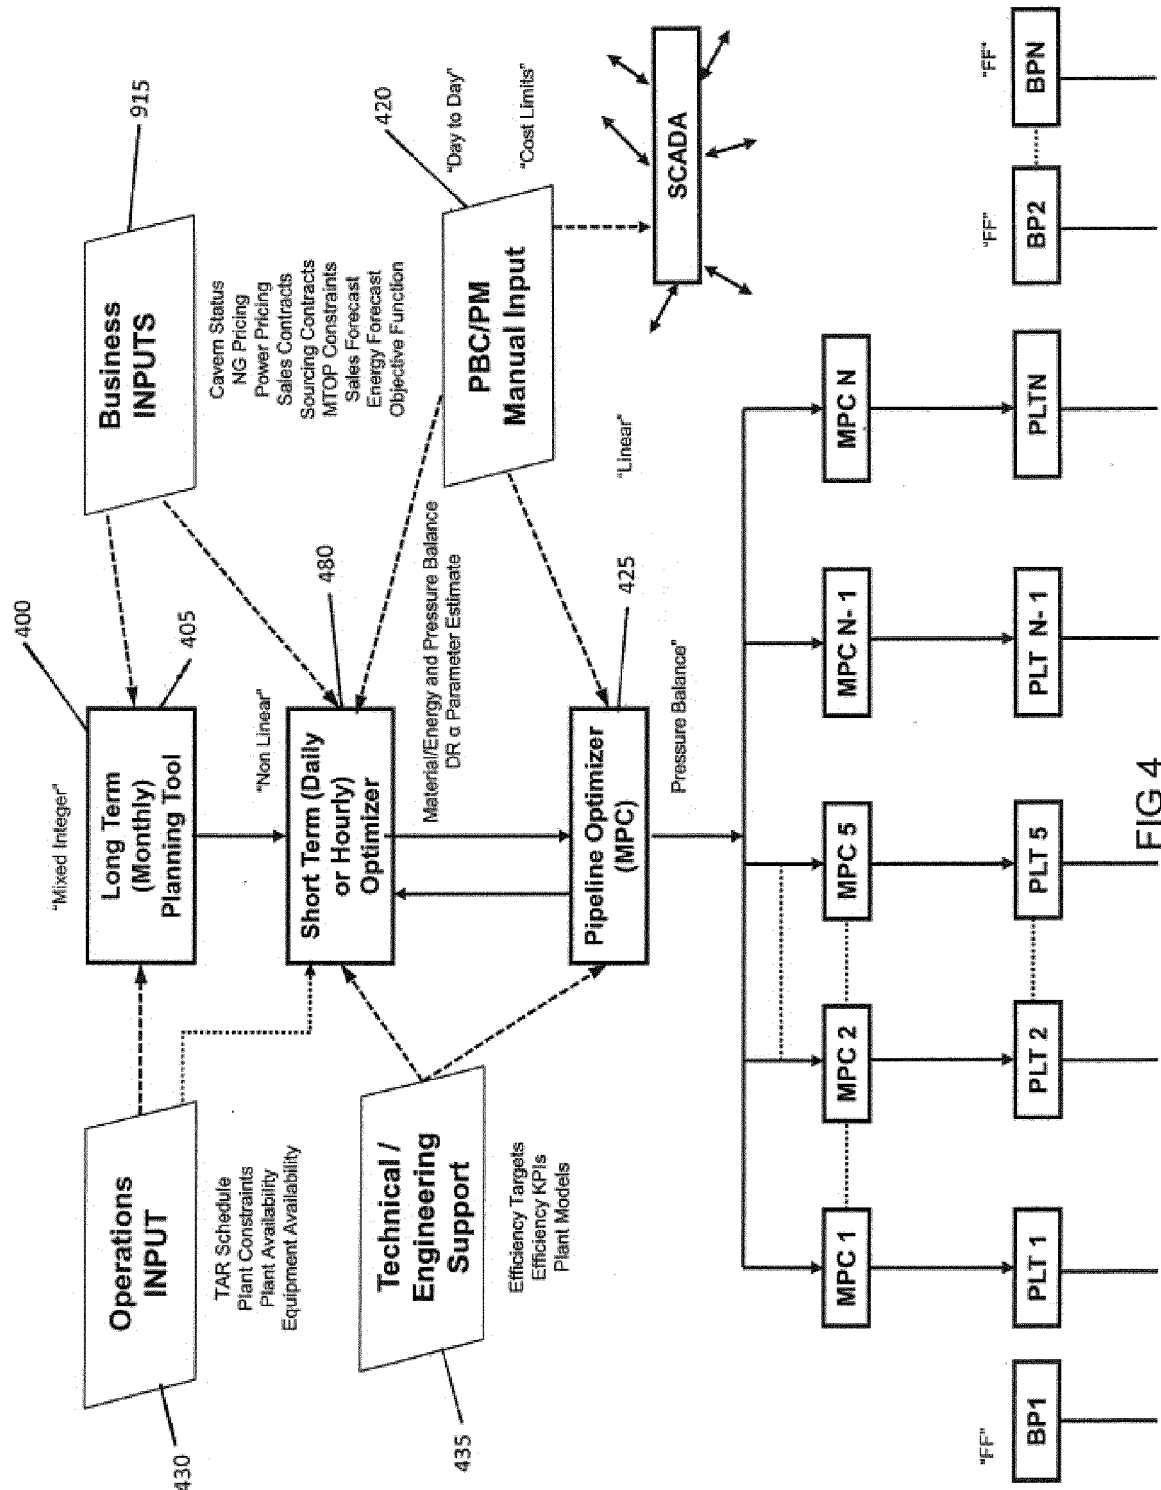 400
"Mixed Integer"
Long Term
(Monthly)
Planning Tool
405
915
Business
INPUTS
Cavern Status
NG Pricing
Power Pricing
Sales Contracts
Sourcing Contracts
MTOP Constraints
Sales Forecast
Energy Forecast
Objective Function
Operations
INPUT
430
TAR Schedule
Plant Constraints
Plant Availability
Equipment Availability
"Non Linear"
Short Term (Daily
or Hourly)
Optimizer
480
Material/Energy and Pressure Balance
DR α Parameter Estimate
420
"Day to Day"
PBC/PM
Manual Input
"Cost Limits"
Technical /
Engineering
Support
435
Efficiency Targets
Efficiency KPIs
Plant Models
Pipeline Optimizer
(MPC)
425
"Linear"
Pressure Balance"
SCADA
MPC 1
MPC 2
MPC 5
MPC N-1
MPC N
"FF"
"FF"
"FF"
BP1
PLT 1
PLT 2
PLT 5
PLT N-1
PLTN
BP2
BPN
FIG 4